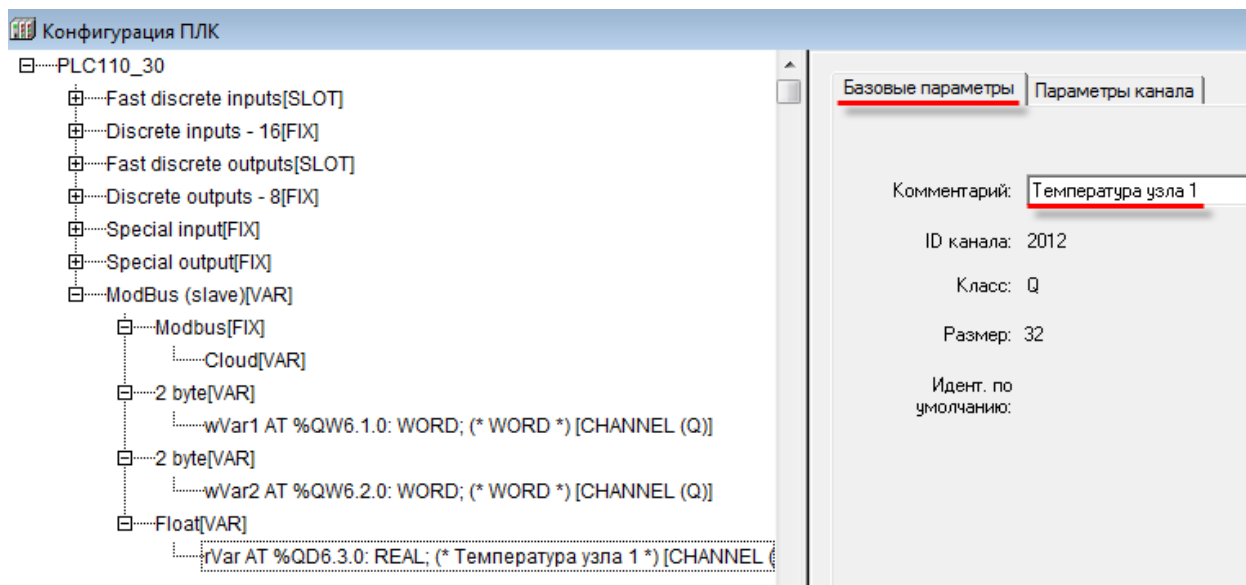 Конфигурация ПЛК
PLC110_30
Fast discrete inputs[SLOT]
Discrete inputs - 16[FIX]
Fast discrete outputs[SLOT]
Discrete outputs - 8[FIX]
Special input[FIX]
Special output[FIX]
ModBus (slave)[VAR]
Modbus[FIX]
Cloud[VAR]
2 byte[VAR]
wVar1 AT %QW6.1.0: WORD; (* WORD *) [CHANNEL (Q)]
2 byte[VAR]
wVar2 AT %QW6.2.0: WORD; (* WORD *) [CHANNEL (Q)]
Float[VAR]
rVar AT %QD6.3.0: REAL; (* Температура узла 1 *) [CHANNEL (
Базовые параметры Параметры канала
Комментарий: Температура узла 1
ID канала: 2012
Класс: Q
Размер: 32
Идент. по
умолчанию: